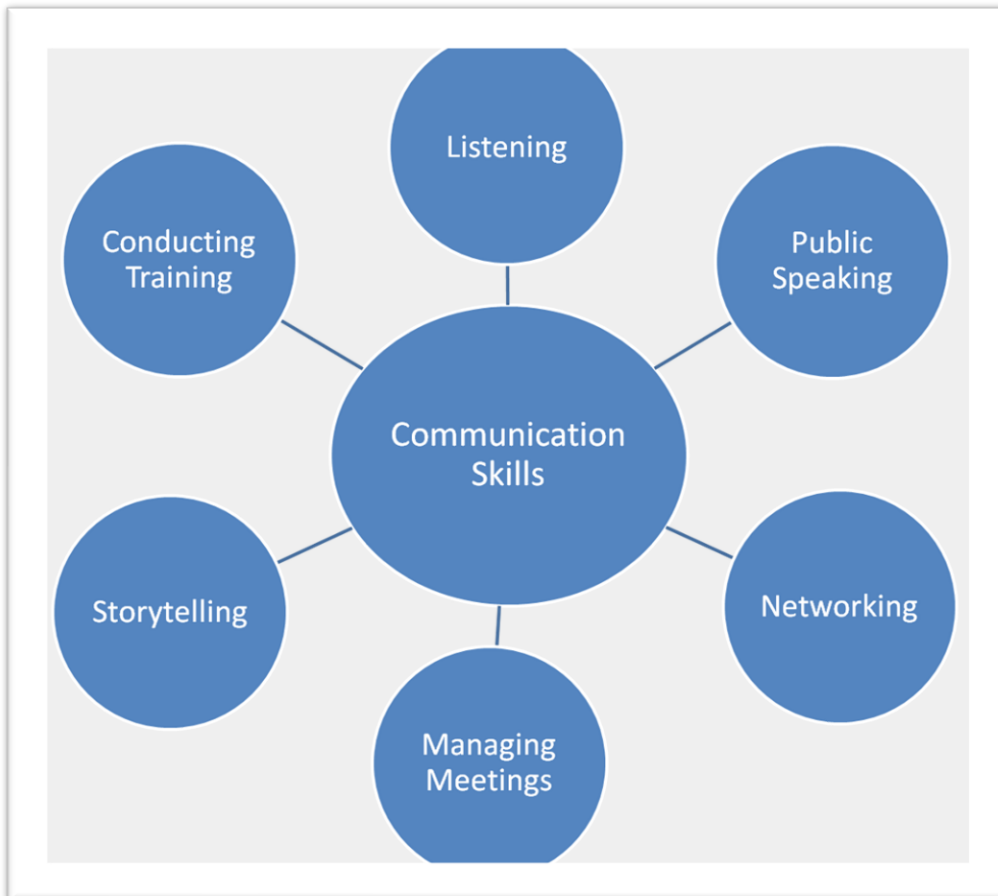 Listening
Conducting
Training
Public
Speaking
Communication
Skills
Storytelling
Networking
Managing
Meetings